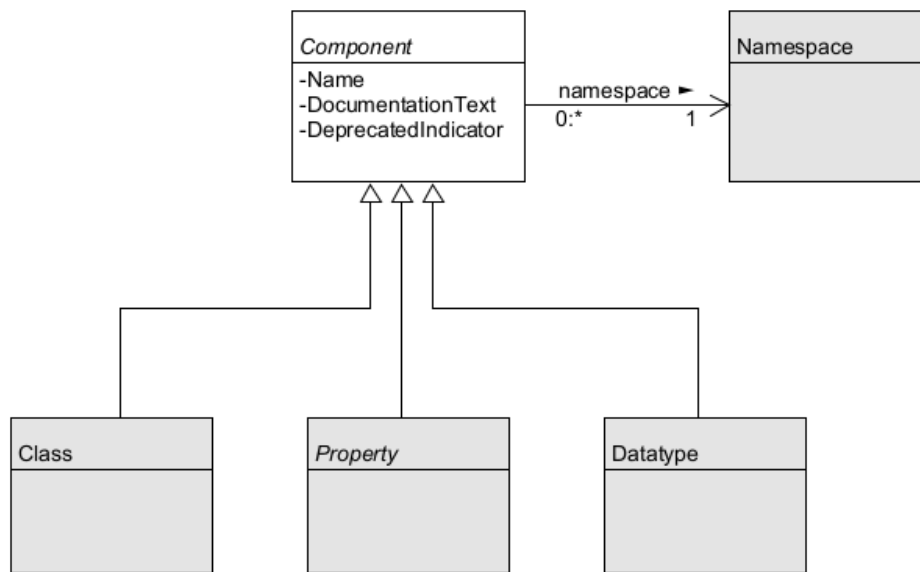 Component
-Name
-DocumentationText
-DeprecatedIndicator
namespace ►
0:* 1
Namespace
Class
Property
Datatype